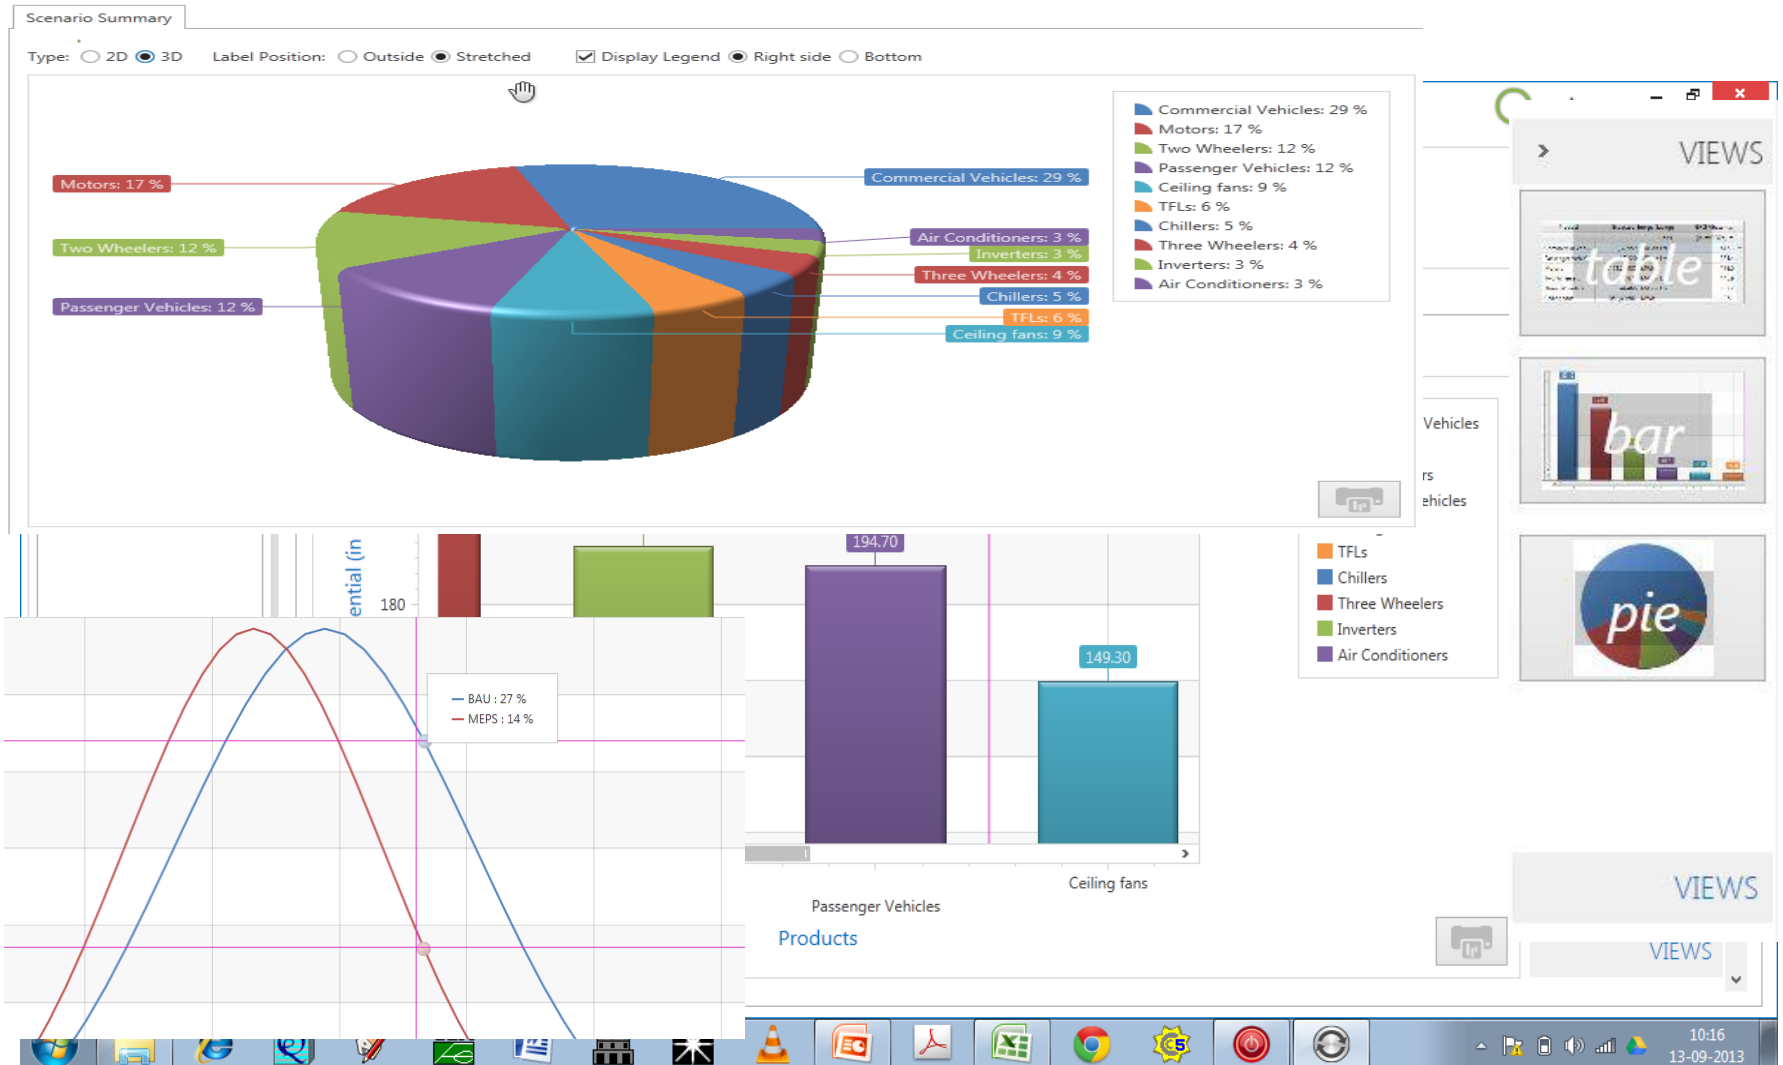 Scenario Summary
Type: 2D 3D Label Position: Outside Stretched Display Legend Right side Bottom
Commercial Vehicles: 29 %
Motors: 17 %
Two Wheelers: 12 %
Passenger Vehicles: 12 %
Ceiling fans: 9 %
TFLs: 6 %
Chillers: 5 %
Three Wheelers: 4 %
Inverters: 3 %
Air Conditioners: 3 %
Motors: 17 %
Two Wheelers: 12 %
Passenger Vehicles: 12 %
Commercial Vehicles: 29 %
Air Conditioners: 3 %
Inverters: 3 %
Three Wheelers: 4 %
Chillers: 5 %
TFLs: 6 %
Ceiling fans: 9 %
VIEWS
table
bar
pie
Vehicles
rs
ehicles
TFLs
Chillers
Three Wheelers
Inverters
Air Conditioners
ential (in
180
194.70
149.30
BAU : 27 %
MEPS : 14 %
Ceiling fans
Passenger Vehicles
Products
VIEWS
VIEWS
10:16
13-09-2013